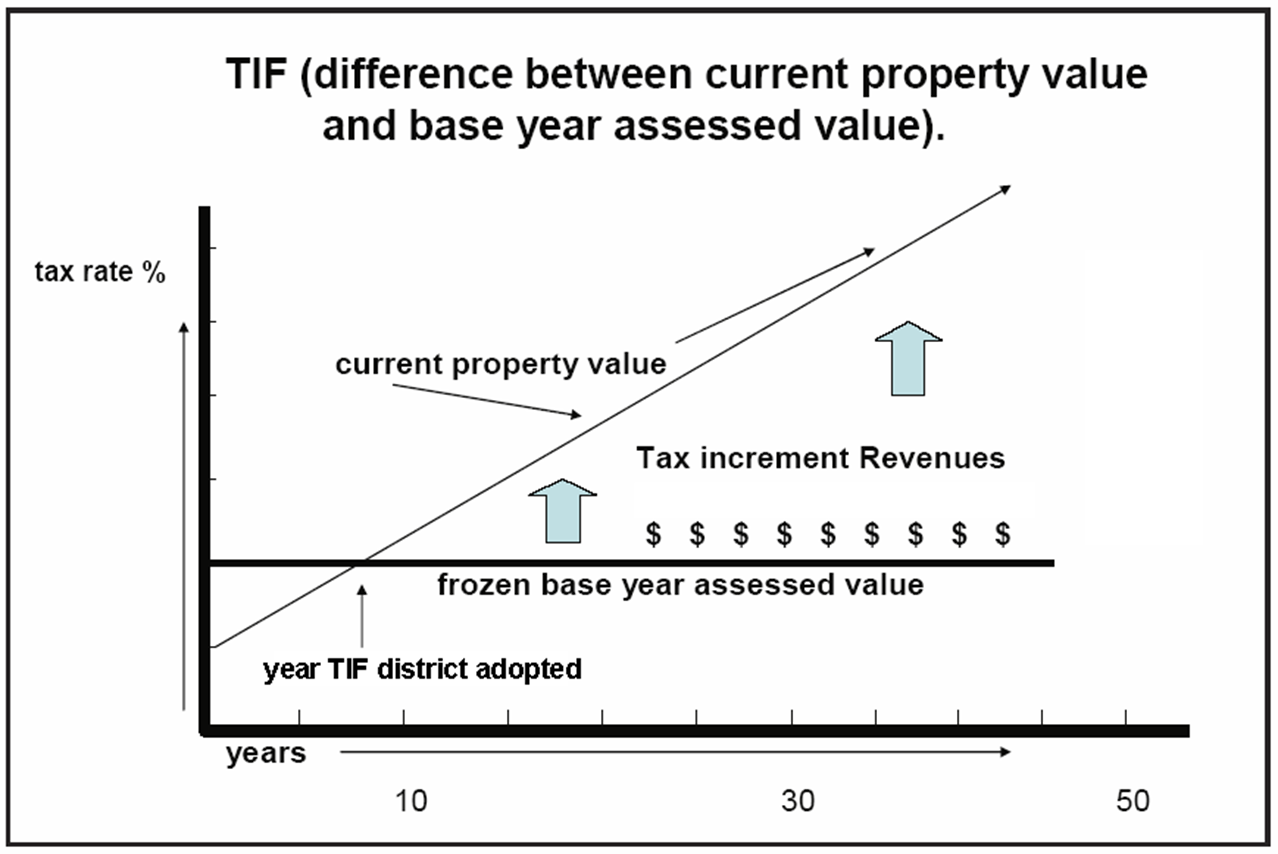 TIF (difference between current property value
and base year assessed value).
tax rate %
current property value
Tax increment Revenues
$ $ $ $ $ $ $ $ $
frozen base year assessed value
year TIF district adopted
years
10 30 50